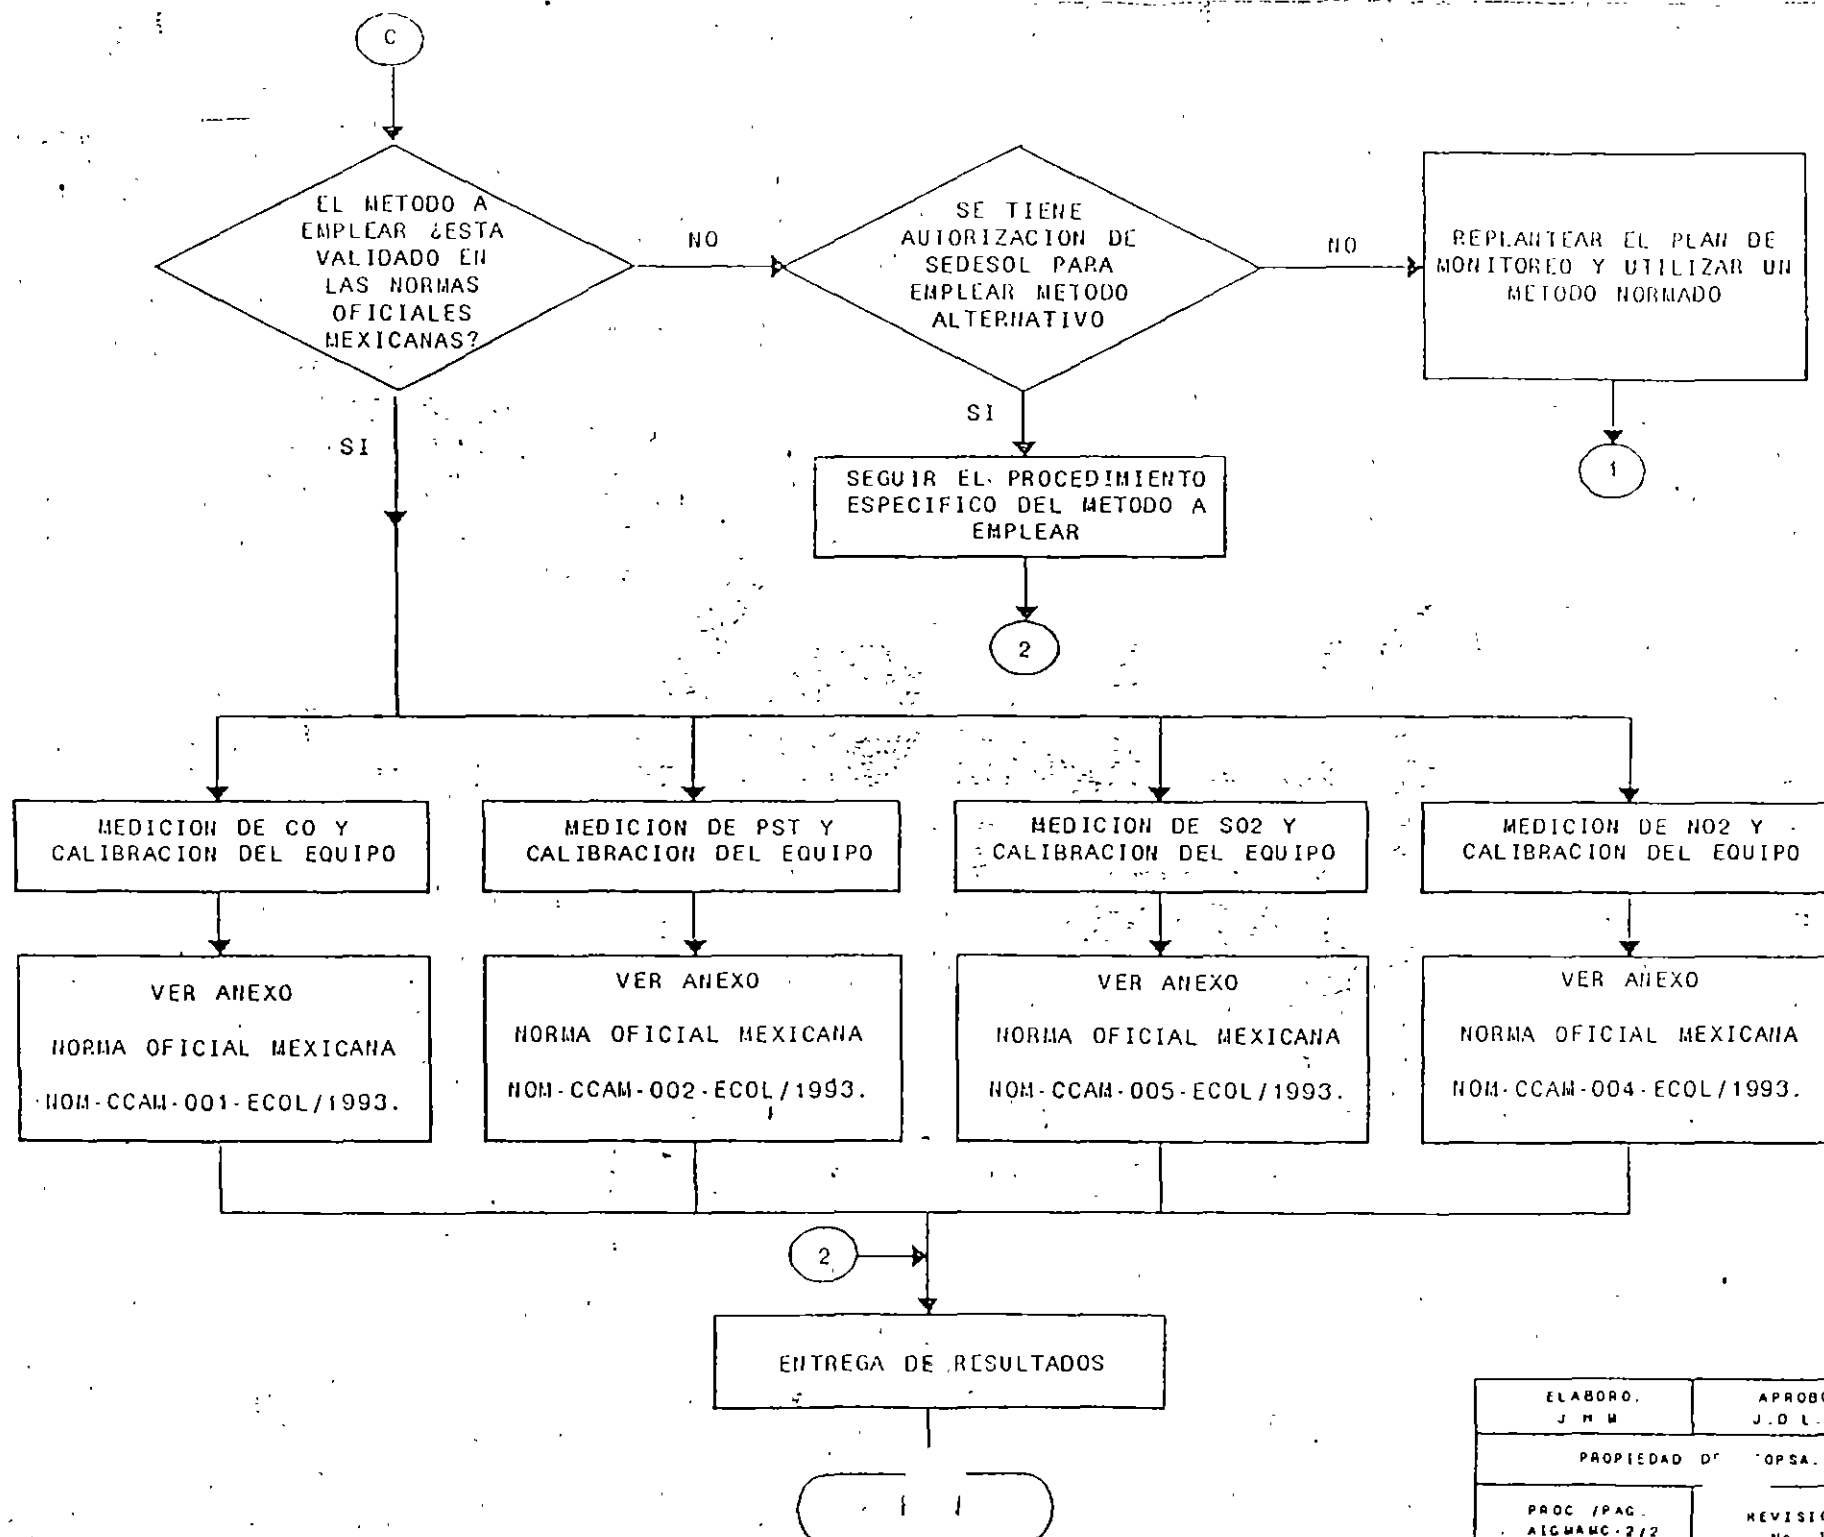 C
EL METODO A
EMPLEAR ¿ESTA
VALIDADO EN
LAS NORMAS
OFICIALES
MEXICANAS?
NO
SE TIENE
AUTORIZACION DE
SEDESOL PARA
EMPLEAR METODO
ALTERNATIVO
NO
REPLANTEAR EL PLAN DE
MONITOREO Y UTILIZAR UN
METODO NORMADO
1
SI
SI
SEGUIR EL PROCEDIMIENTO
ESPECIFICO DEL METODO A
EMPLEAR
2
MEDICION DE CO Y
CALIBRACION DEL EQUIPO
MEDICION DE PST Y
CALIBRACION DEL EQUIPO
MEDICION DE SO2 Y
CALIBRACION DEL EQUIPO
MEDICION DE NO2 Y
CALIBRACION DEL EQUIPO
VER ANEXO
NORMA OFICIAL MEXICANA
NOM-CCAM-001-ECOL/1993.
VER ANEXO
NORMA OFICIAL MEXICANA
NOM-CCAM-002-ECOL/1993.
VER ANEXO
NORMA OFICIAL MEXICANA
NOM-CCAM-005-ECOL/1993.
VER ANEXO
NORMA OFICIAL MEXICANA
NOM-CCAM-004-ECOL/1993.
2
ENTREGA DE RESULTADOS
ELABORO.
J M W
APROBO
J.D L.
PROPIEDAD
PROC /PAG.
AIGMAMC-2/2